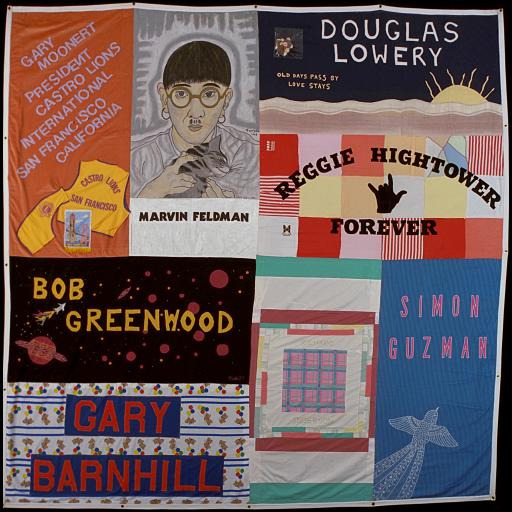 GARY
MOONERT
PRESIDENT
CASTRO LIONS
INTERNATIONAL
SAN FRANCISCO
CALIFORNIA
CASTRO LIONS
SAN FRANCISCO
MARVIN FELDMAN
DOUGLAS
LOWERY
OLD DAYS PASS BY
LOVE STAYS
REGGIE HIGHTOWER
FOREVER
BOB
GREENWOOD
GARY
BARNHILL
SIMON
GUZMAN